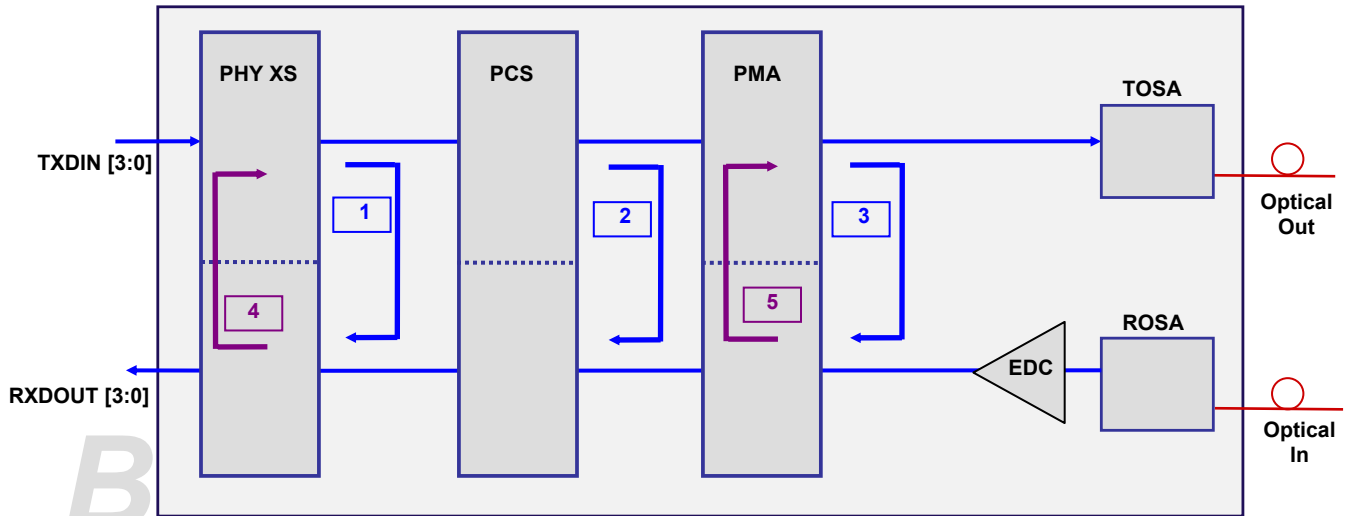 PHY XS
PCS
PMA
TOSA
TXDIN [3:0]
1
2
3
Optical
Out
4
5
ROSA
EDC
RXDOUT [3:0]
Optical
In
B